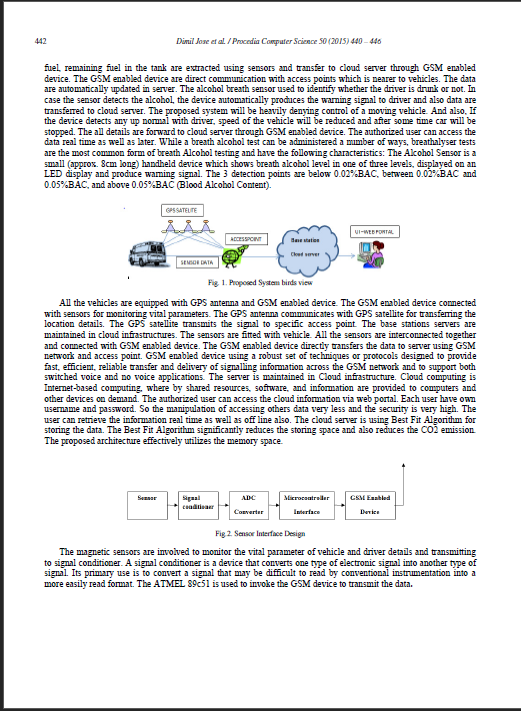 442
Dimil Jose et al. / Procedia Computer Science 50 (2015) 440 – 446
fuel, remaining fuel in the tank are extracted using sensors and transfer to cloud server through GSM enabled
device. The GSM enabled device are direct communication with access points which is nearer to vehicles. The data
are automatically updated in server. The alcohol breath sensor used to identify whether the driver is drunk or not. In
case the sensor detects the alcohol, the device automatically produces the warning signal to driver and also data are
transferred to cloud server. The proposed system will be heavily denying control of a moving vehicle. And also, If
the device detects any up normal with driver, speed of the vehicle will be reduced and after some time car will be
stopped. The all details are forward to cloud server through GSM enabled device. The authorized user can access the
data real time as well as later. While a breath alcohol test can be administered a number of ways, breathalyser tests
are the most common form of breath Alcohol testing and have the following characteristics: The Alcohol Sensor is a
small (approx. 8cm long) handheld device which shows breath alcohol level in one of three levels, displayed on an
LED display and produce warning signal. The 3 detection points are below 0.02%BAC, between 0.02%BAC and
0.05%BAC, and above 0.05%BAC (Blood Alcohol Content).
GPS SATELITE
ACCESSPOINT
Base station
Cloud server
UI-WEB PORTAL
SENSOR DATA
Fig. 1. Proposed System birds view
All the vehicles are equipped with GPS antenna and GSM enabled device. The GSM enabled device connected
with sensors for monitoring vital parameters. The GPS antenna communicates with GPS satellite for transferring the
location details. The GPS satellite transmits the signal to specific access point. The base stations servers are
maintained in cloud infrastructures. The sensors are fitted with vehicle. All the sensors are interconnected together
and connected with GSM enabled device. The GSM enabled device directly transfers the data to server using GSM
network and access point. GSM enabled device using a robust set of techniques or protocols designed to provide
fast, efficient, reliable transfer and delivery of signalling information across the GSM network and to support both
switched voice and no voice applications. The server is maintained in Cloud infrastructure. Cloud computing is
Internet-based computing, where by shared resources, software, and information are provided to computers and
other devices on demand. The authorized user can access the cloud information via web portal. Each user have own
username and password. So the manipulation of accessing others data very less and the security is very high. The
user can retrieve the information real time as well as off line also. The cloud server is using Best Fit Algorithm for
storing the data. The Best Fit Algorithm significantly reduces the storing space and also reduces the CO2 emission.
The proposed architecture effectively utilizes the memory space.
Sensor
Signal
conditioner
ADC
Converter
Microcontroller
Interface
GSM Enabled
Device
Fig.2. Sensor Interface Design
The magnetic sensors are involved to monitor the vital parameter of vehicle and driver details and transmitting
to signal conditioner. A signal conditioner is a device that converts one type of electronic signal into another type of
signal. Its primary use is to convert a signal that may be difficult to read by conventional instrumentation into a
more easily read format. The ATMEL 89c51 is used to invoke the GSM device to transmit the data.